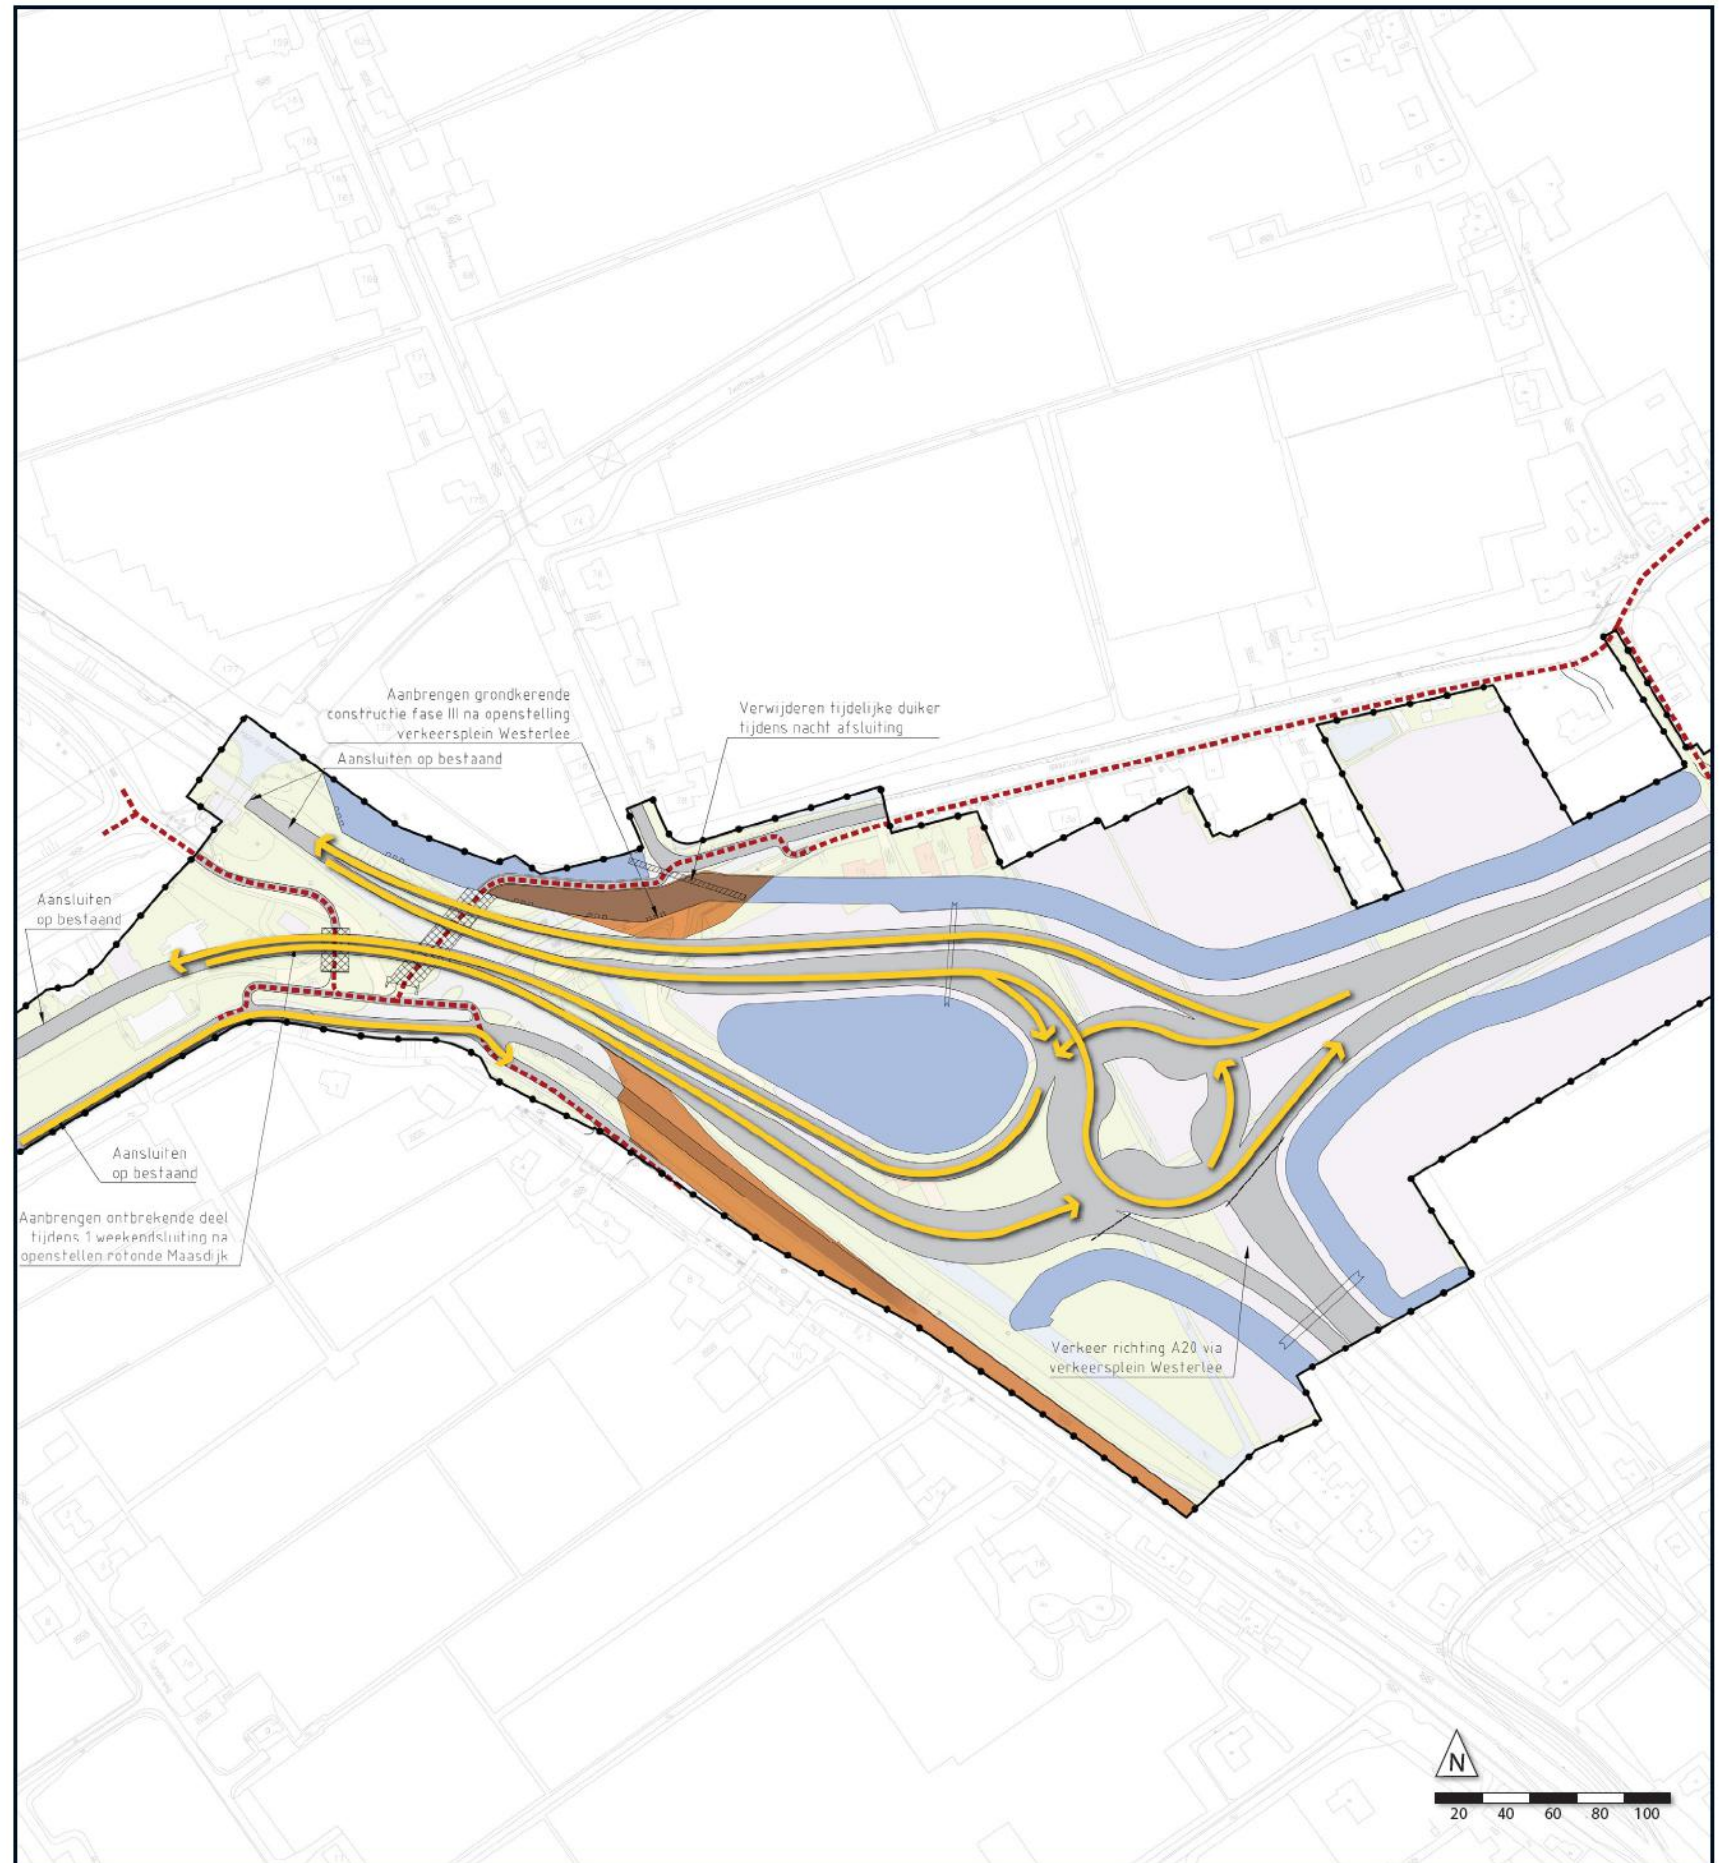 Aanbrengen grondkerende
constructie fase III na openstelling
verkeersplein Westerlee
Verwijderen tijdelijke duiker
tijdens nacht afsluiting
Aansluiten op bestaand
Aansluiten
op bestaand
Aansluiten
op bestaand
Aanbrengen ontbrekende deel
tijdens 1 weekendsluiting na
openstellen rotonde Maasdijk
Verkeer richting A20 via
verkeersplein Westerlee
N
20 40 60 80 100